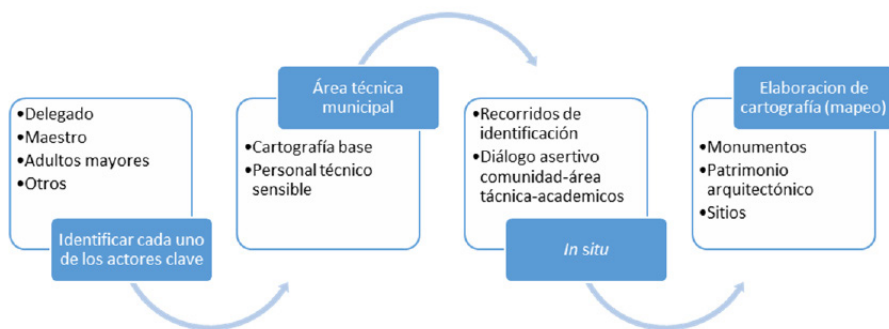 •Delegado
•Maestro
•Adultos mayores
•Otros
Identificar cada uno
de los actores clave
Área técnica
municipal
•Cartografía base
•Personal técnico
sensible
•Recorridos de
identificación
•Diálogo asertivo
comunidad-área
tácnica-academicos
In situ
Elaboracion de
cartografía (mapeo)
•Monumentos
•Patrimonio
arquitectónico
•Sitios